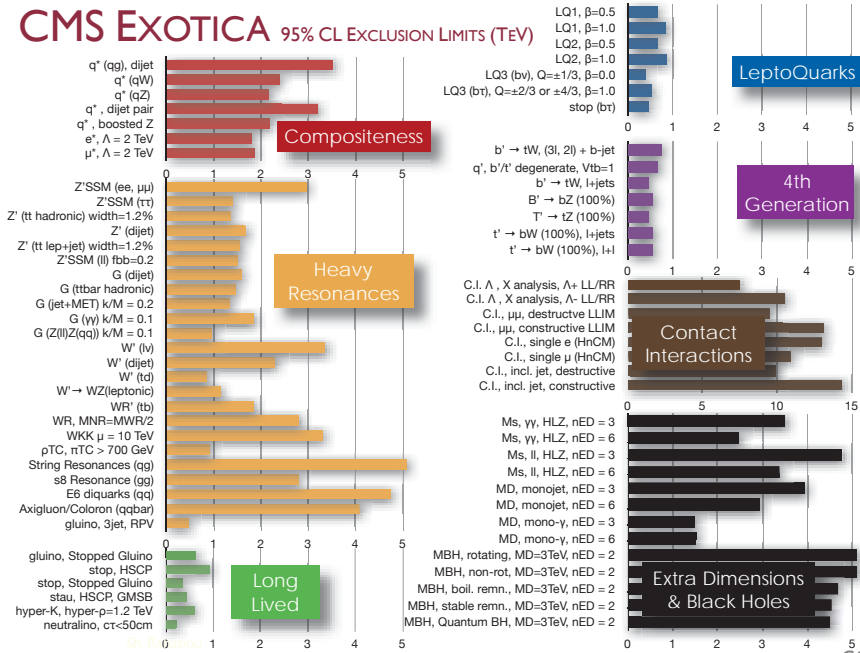 CMS EXOTICA 95% CL EXCLUSION LIMITS (TEV)
q* (qg), dijet
q* (qW)
q* (qZ)
q* , dijet pair
q* , boosted Z
e*, Λ = 2 TeV
μ*, Λ = 2 TeV
Compositeness
0 1 2 3 4 5
Z'SSM (ee, μμ)
Z'SSM (ττ)
Z' (tt hadronic) width=1.2%
Z' (dijet)
Z' (tt lep+jet) width=1.2%
Z'SSM (ll) fbb=0.2
G (dijet)
G (ttbar hadronic)
G (jet+MET) k/M = 0.2
G (γγ) k/M = 0.1
G (Z(ll)Z(qq)) k/M = 0.1
W' (lν)
W' (dijet)
W' (td)
W'→ WZ(leptonic)
WR' (tb)
WR, MNR=MWR/2
WKK μ = 10 TeV
ρTC, πTC > 700 GeV
String Resonances (qg)
s8 Resonance (gg)
E6 diquarks (qq)
Axigluon/Coloron (qqbar)
gluino, 3jet, RPV
Heavy
Resonances
0 1 2 3 4 5
gluino, Stopped Gluino
stop, HSCP
stop, Stopped Gluino
stau, HSCP, GMSB
hyper-K, hyper-ρ=1.2 TeV
neutralino, cτ<50cm
Long
Lived
0 1 2 3 4 5
LQ1, β=0.5
LQ1, β=1.0
LQ2, β=0.5
LQ2, β=1.0
LQ3 (bν), Q=±1/3, β=0.0
LQ3 (bτ), Q=±2/3 or ±4/3, β=1.0
stop (bτ)
LeptoQuarks
0 1 2 3 4 5
b' → tW, (3l, 2l) + b-jet
q', b'/t' degenerate, Vtb=1
b' → tW, l+jets
B' → bZ (100%)
T' → tZ (100%)
t' → bW (100%), l+jets
t' → bW (100%), l+l
4th
Generation
0 1 2 3 4 5
C.I. Λ , X analysis, Λ+ LL/RR
C.I. Λ , X analysis, Λ- LL/RR
C.I., μμ, destructve LLIM
C.I., μμ, constructive LLIM
C.I., single e (HnCM)
C.I., single μ (HnCM)
C.I., incl. jet, destructive
C.I., incl. jet, constructive
Contact
Interactions
0 5 10 15
Ms, γγ, HLZ, nED = 3
Ms, γγ, HLZ, nED = 6
Ms, ll, HLZ, nED = 3
Ms, ll, HLZ, nED = 6
MD, monojet, nED = 3
MD, monojet, nED = 6
MD, mono-γ, nED = 3
MD, mono-γ, nED = 6
MBH, rotating, MD=3TeV, nED = 2
MBH, non-rot, MD=3TeV, nED = 2
MBH, boil. remn., MD=3TeV, nED = 2
MBH, stable remn., MD=3TeV, nED = 2
MBH, Quantum BH, MD=3TeV, nED = 2
Extra Dimensions
& Black Holes
0 1 2 3 4 5